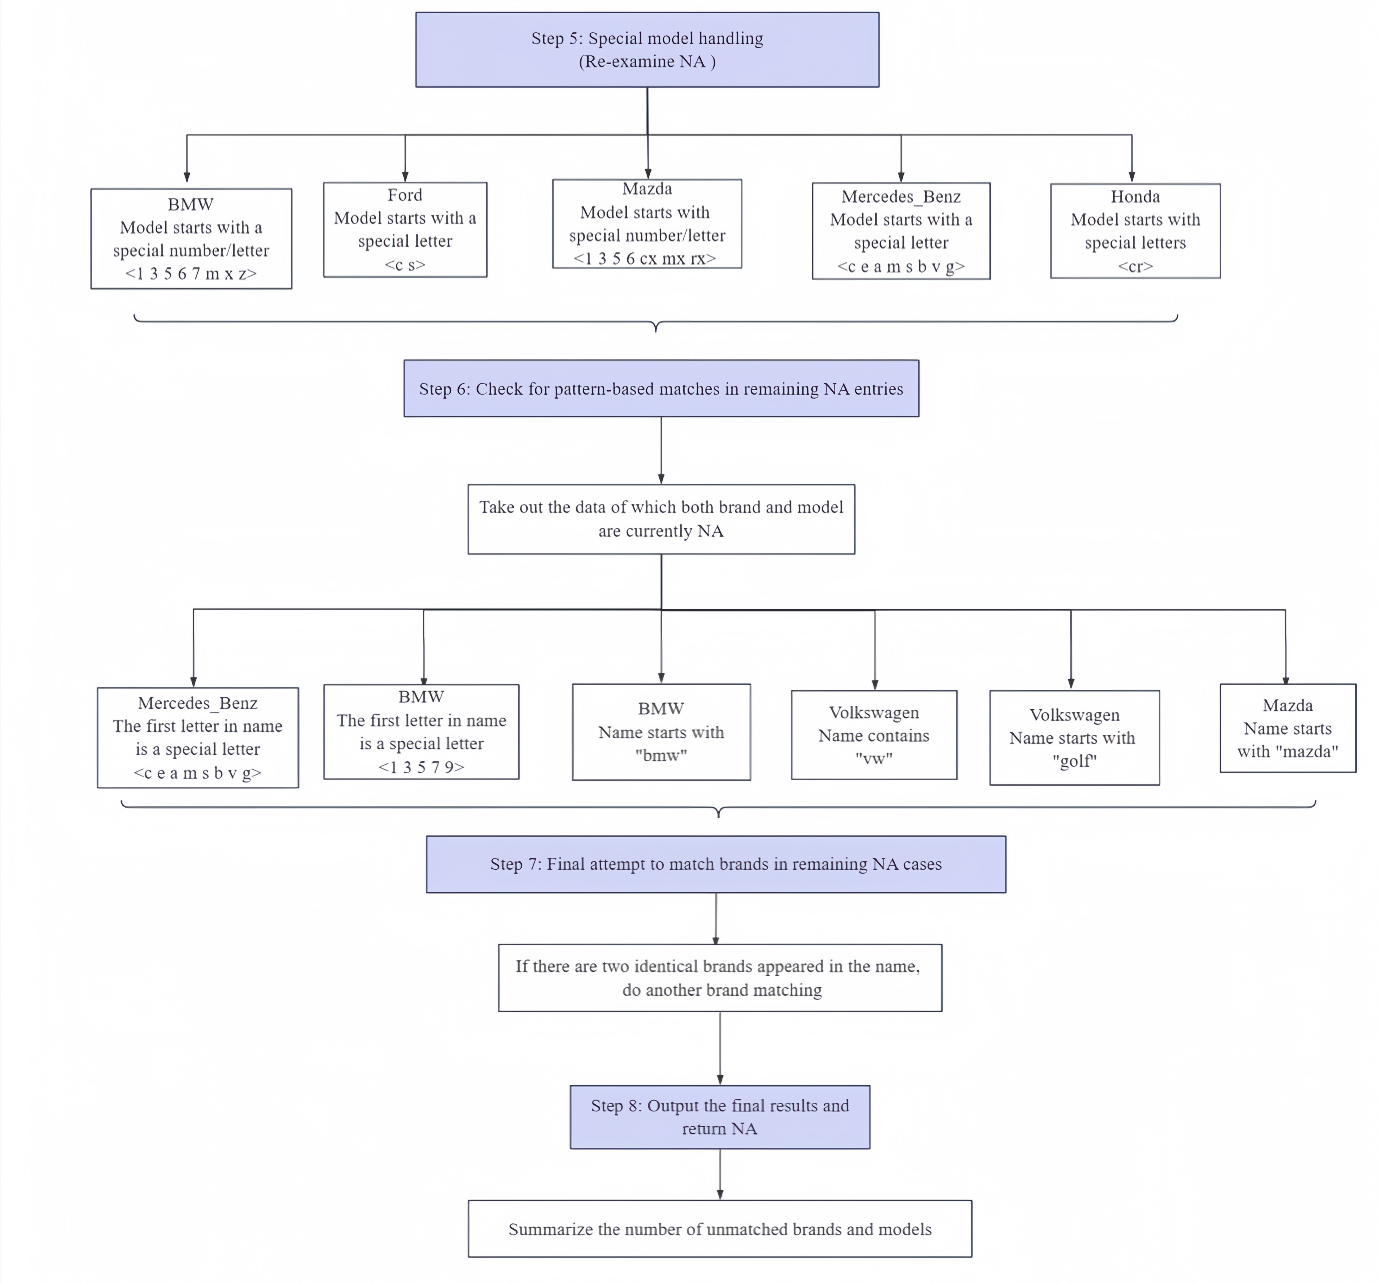 Step 5: Special model handling
(Re-examine NA )
BMW
Model starts with a
special number/letter
<1 3 5 6 7 m x z>
Ford
Model starts with a
special letter
<c s>
Mazda
Model starts with
special number/letter
<1 3 5 6 cx mx rx>
Mercedes_Benz
Model starts with a
special letter
<c e a m s b v g>
Honda
Model starts with
special letters
<cr>
Step 6: Check for pattern-based matches in remaining NA entries
Take out the data of which both brand and model
are currently NA
Mercedes_Benz
The first letter in name
is a special letter
<c e a m s b v g>
BMW
The first letter in name
is a special letter
<1 3 5 7 9>
BMW
Name starts with
"bmw"
Volkswagen
Name contains
"vw"
Volkswagen
Name starts with
"golf"
Mazda
Name starts
with "mazda"
Step 7: Final attempt to match brands in remaining NA cases
If there are two identical brands appeared in the name,
do another brand matching
Step 8: Output the final results and
return NA
Summarize the number of unmatched brands and models